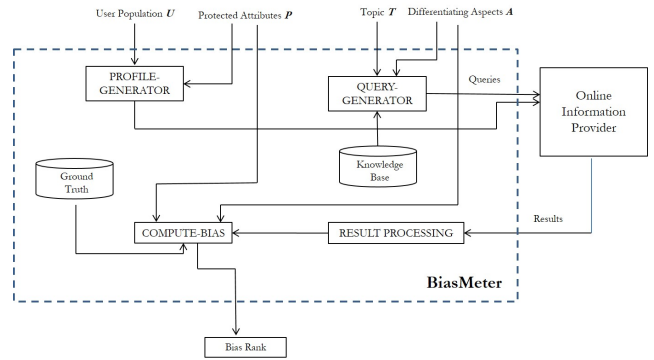 User Population U
Protected Attributes P
Topic T
Differentiating Aspects A
PROFILE-
GENERATOR
QUERY-
GENERATOR
Queries
Online
Information
Provider
Ground
Truth
Knowledge
Base
COMPUTE-BIAS
RESULT PROCESSING
Results
BiasMeter
Bias Rank